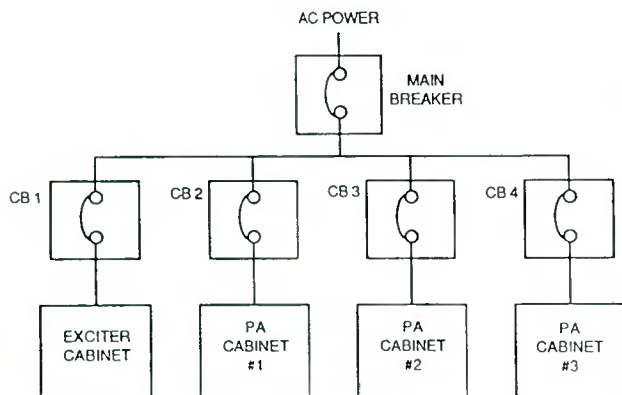 AC POWER
MAIN
BREAKER
CB 1
CB 2
CB 3
CB 4
EXCITER
CABINET
PA
CABINET
#1
PA
CABINET
#2
PA
CABINET
#3